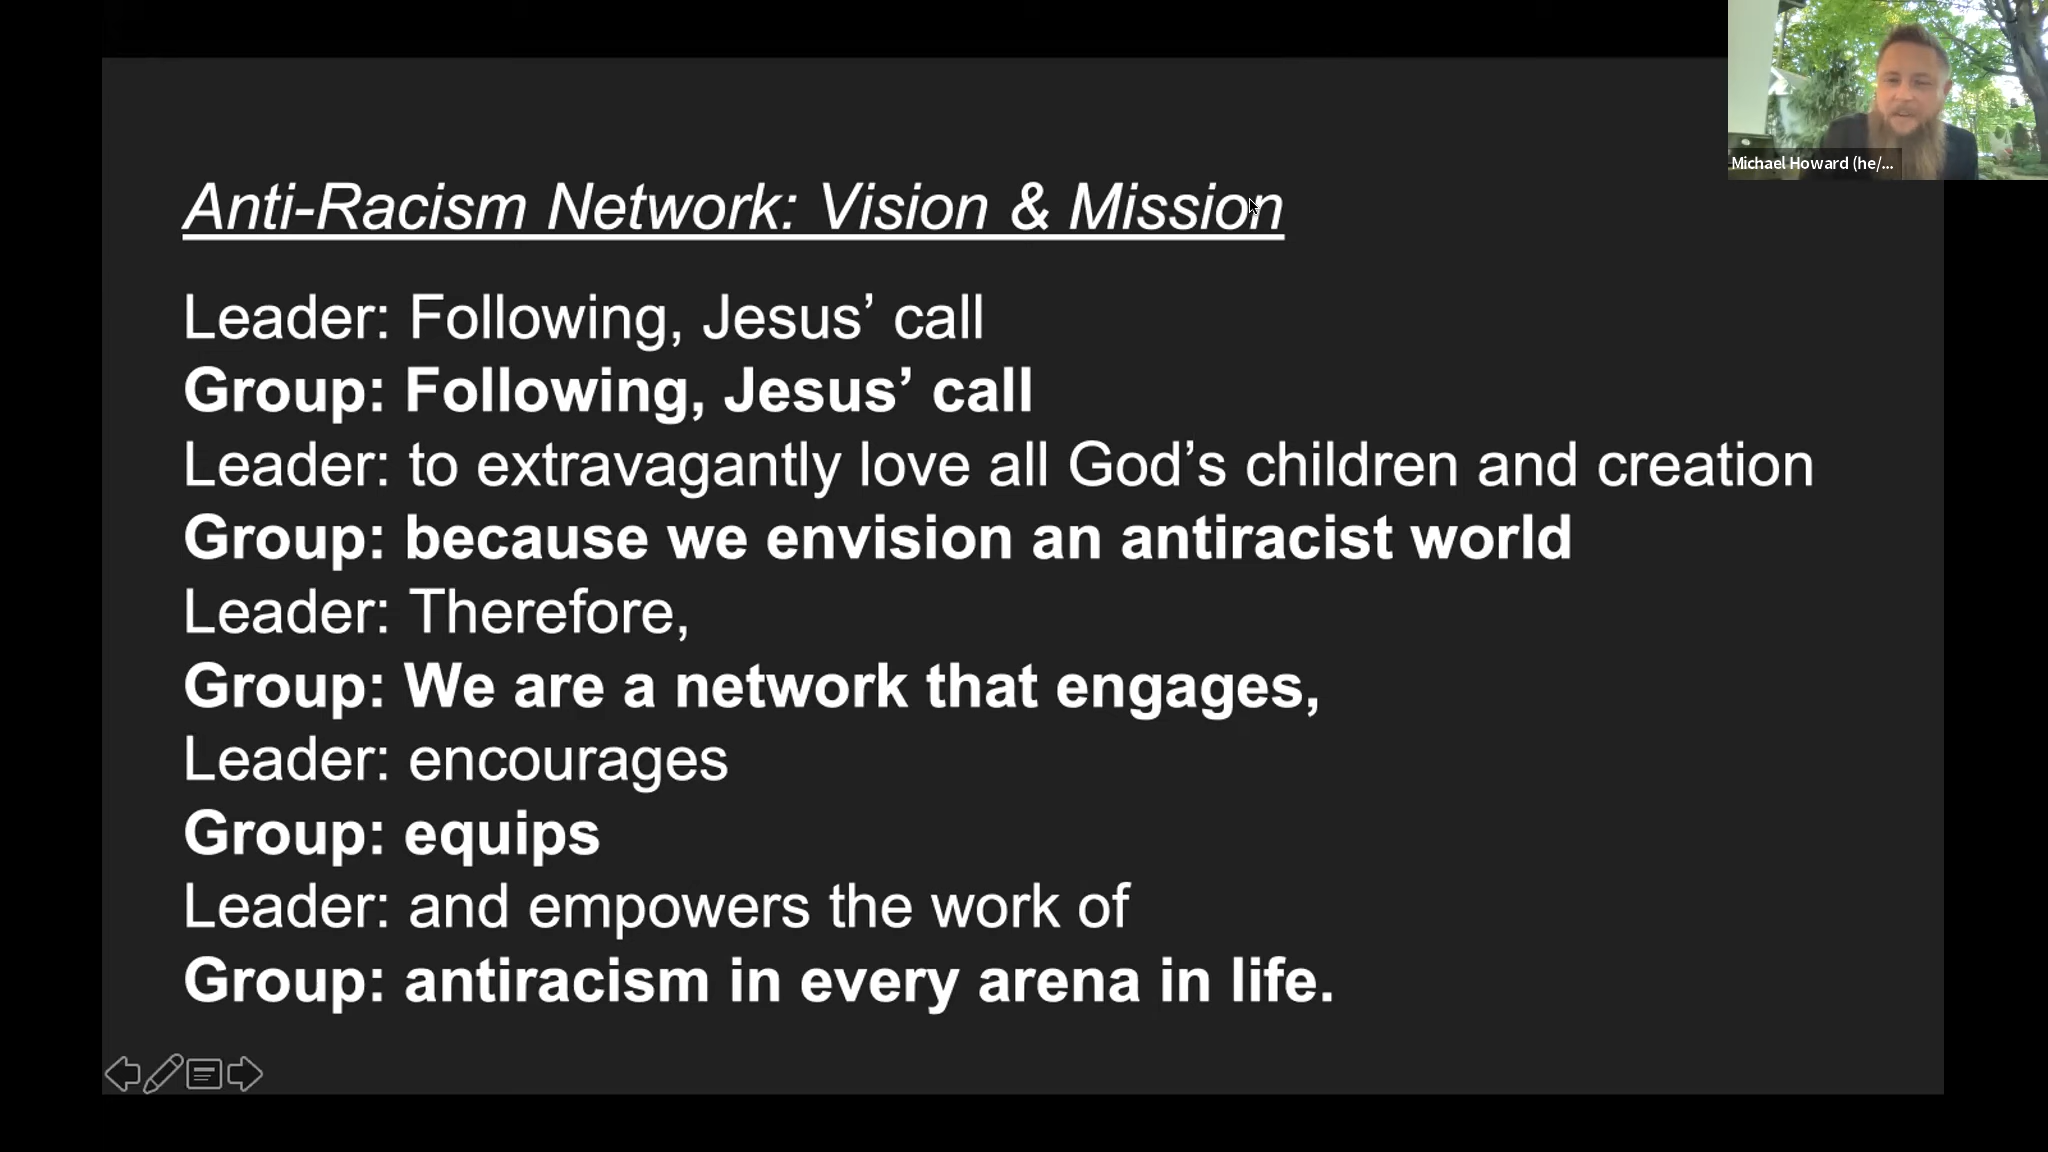 Anti-Racism Network: Vision & Mission
Leader: Following, Jesus’ call
Group: Following, Jesus’ call
Leader: to extravagantly love all God’s children and creation
Group: because we envision an antiracist world
Leader: Therefore,
Group: We are a network that engages,
Leader: encourages
Group: equips
Leader: and empowers the work of
Group: antiracism in every arena in life.
Michael Howard (he/...